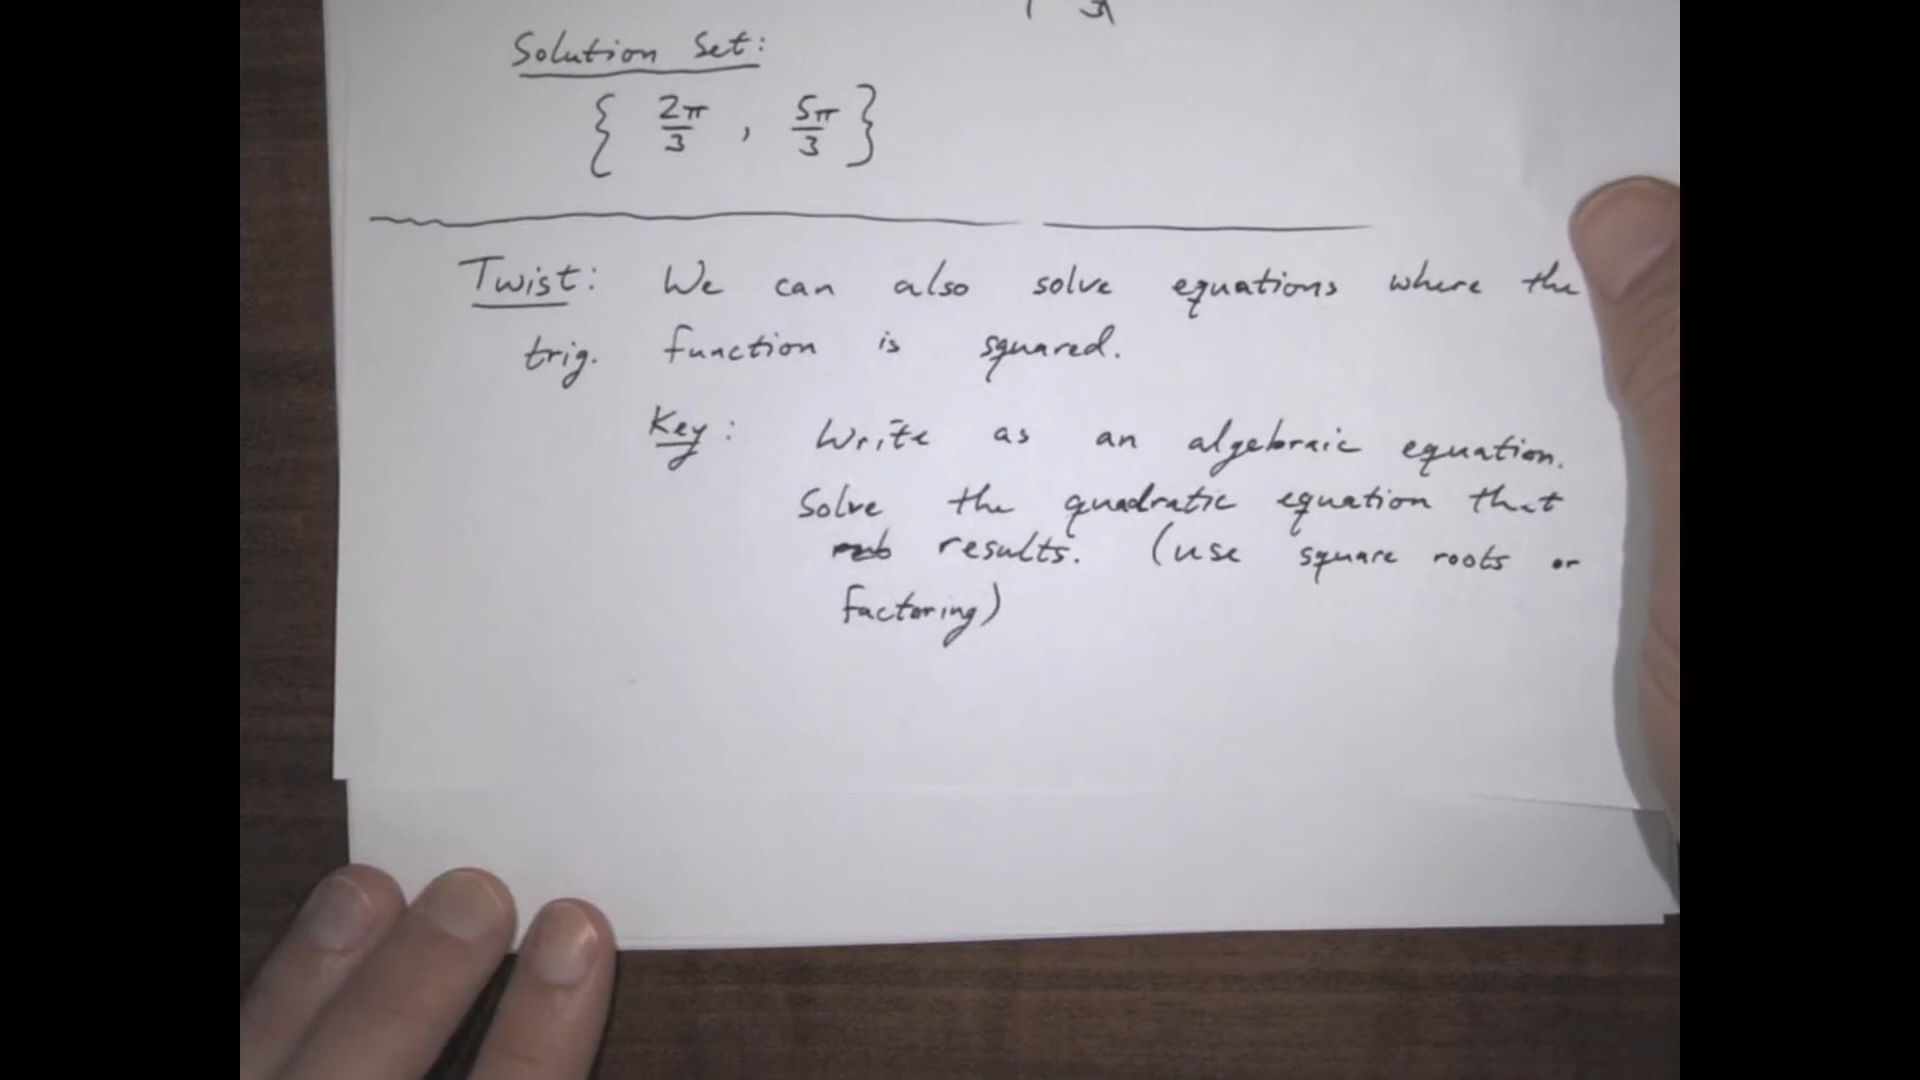 Solution Set:
{ 2π/3 , 5π/3 }
Twist: We can also solve equations where the
trig. function is squared.
Key: Write as an algebraic equation.
Solve the quadratic equation that
results. (use square roots or
factoring)